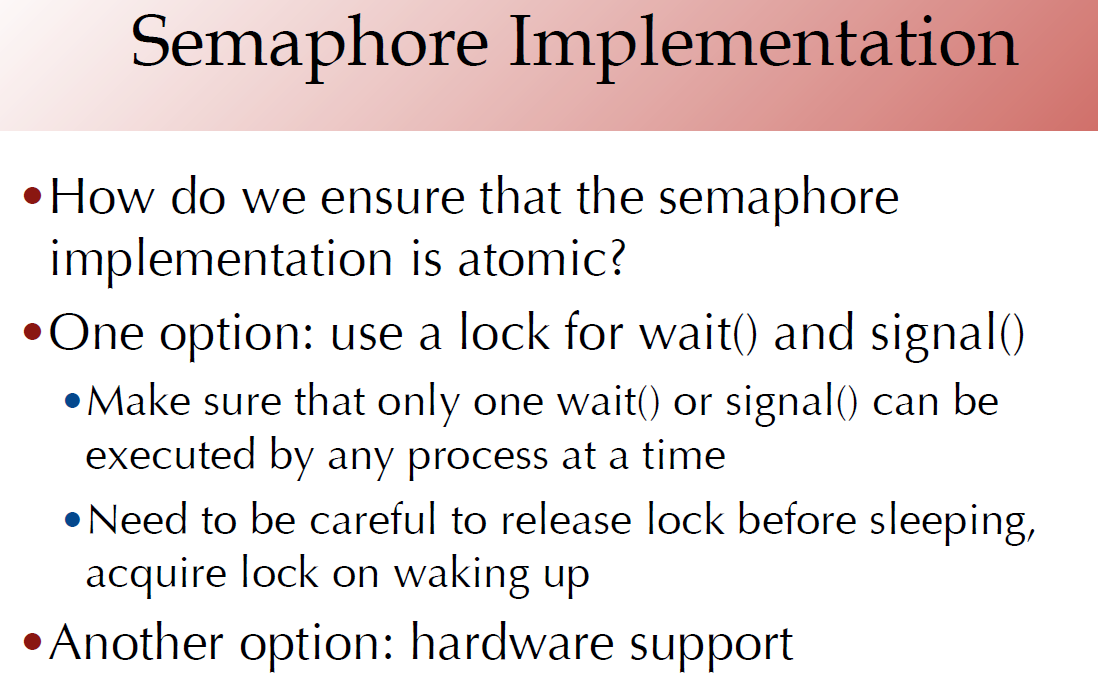 Semaphore Implementation
•How do we ensure that the semaphore
implementation is atomic?
•One option: use a lock for wait() and signal()
•Make sure that only one wait() or signal() can be
executed by any process at a time
•Need to be careful to release lock before sleeping,
acquire lock on waking up
•Another option: hardware support